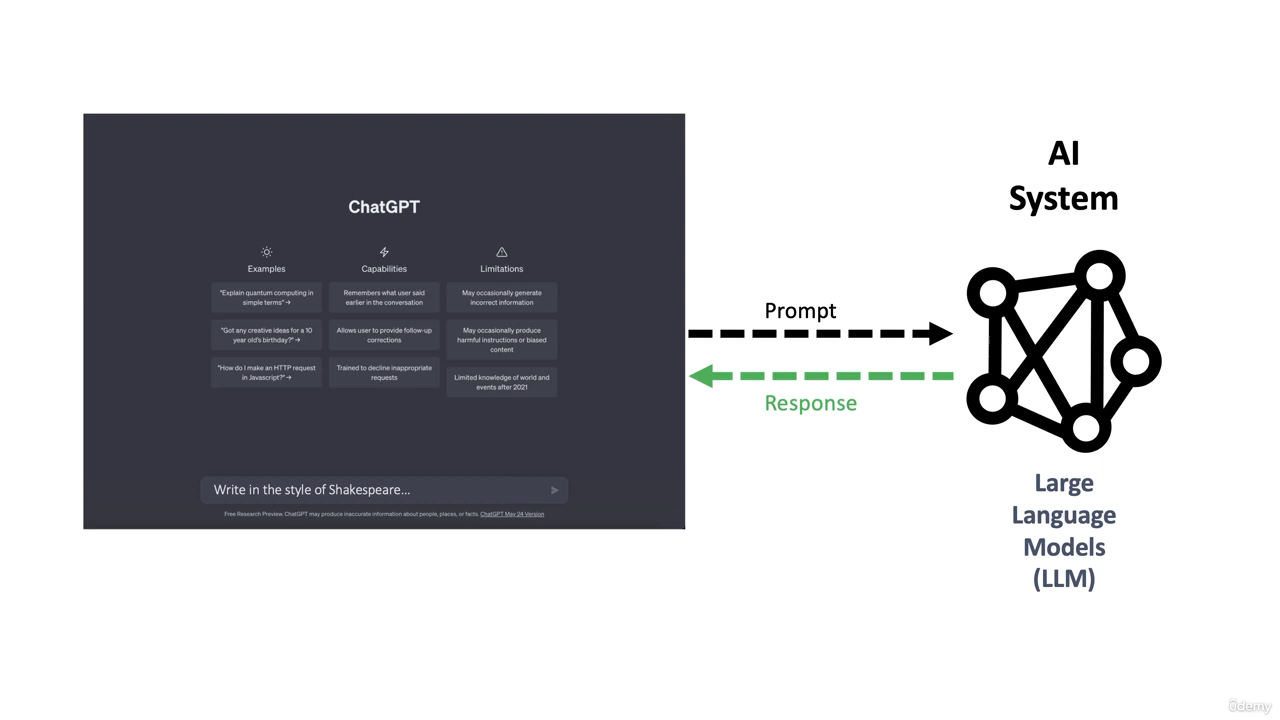 ChatGPT
Examples
"Explain quantum computing in
simple terms" →
"Got any creative ideas for a 10
year old's birthday?" →
"How do I make an HTTP request
in Javascript?" →
Capabilities
Remembers what user said
earlier in the conversation
Allows user to provide follow-up
corrections
Trained to decline inappropriate
requests
Limitations
May occasionally generate
incorrect information
May occasionally produce
harmful instructions or biased
content
Limited knowledge of world and
events after 2021
Write in the style of Shakespeare...
Free Research Preview. ChatGPT may produce inaccurate information about people, places, or facts. ChatGPT May 24 Version
Prompt
Response
AI
System
Large
Language
Models
(LLM)
ûdemy